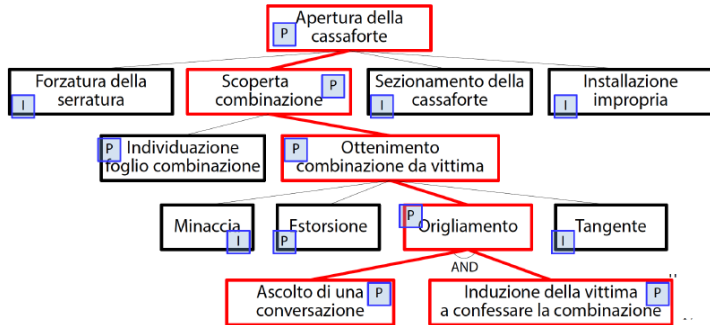 Apertura della
cassaforte
P
Forzatura della
serratura
I
Scoperta
combinazione
P
Sezionamento della
cassaforte
I
Installazione
impropria
I
P
Individuazione
foglio combinazione
P
Ottenimento
combinazione da vittima
Minaccia
I
Estorsione
P
P
Origliamento
Tangente
I
AND
Ascolto di una
conversazione
P
Induzione della vittima
a confessare la combinazione
P